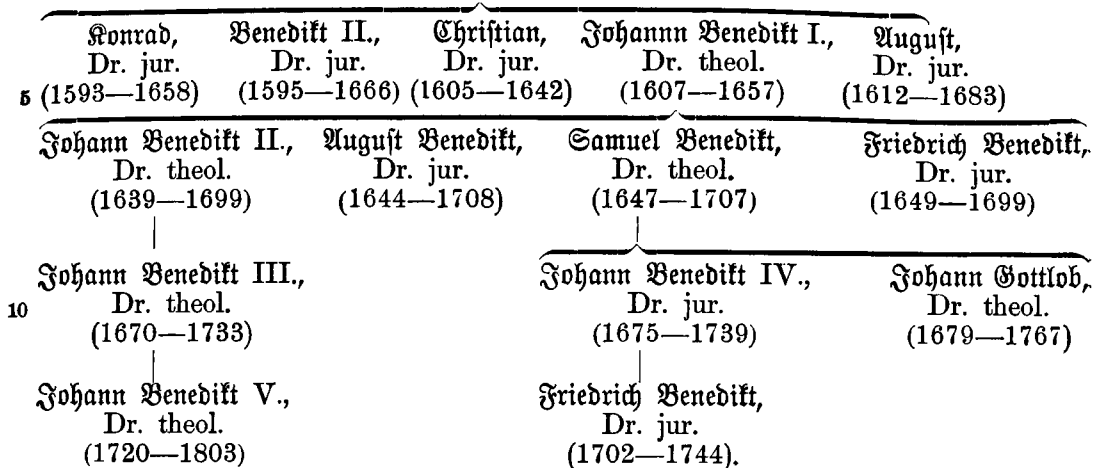 Konrad, Benedikt II., Christian, Johannn Benedikt I., August,
Dr. jur. Dr. jur. Dr. jur. Dr. theol. Dr. jur.
5 (1593—1658) (1595—1666) (1605—1642) (1607—1657) (1612—1683)
Johann Benedikt II., August Benedikt, Samuel Benedikt, Friedrich Benedikt,
Dr. theol. Dr. jur. Dr. theol. Dr. jur.
(1639—1699) (1644—1708) (1647—1707) (1649—1699)
Johann Benedikt III., Johann Benedikt IV., Johann Gottlob,
10 Dr. theol. Dr. jur. Dr. theol.
(1670—1733) (1675—1739) (1679—1767)
Johann Benedikt V., Friedrich Benedikt,
Dr. theol. Dr. jur.
(1720—1803) (1702—1744).